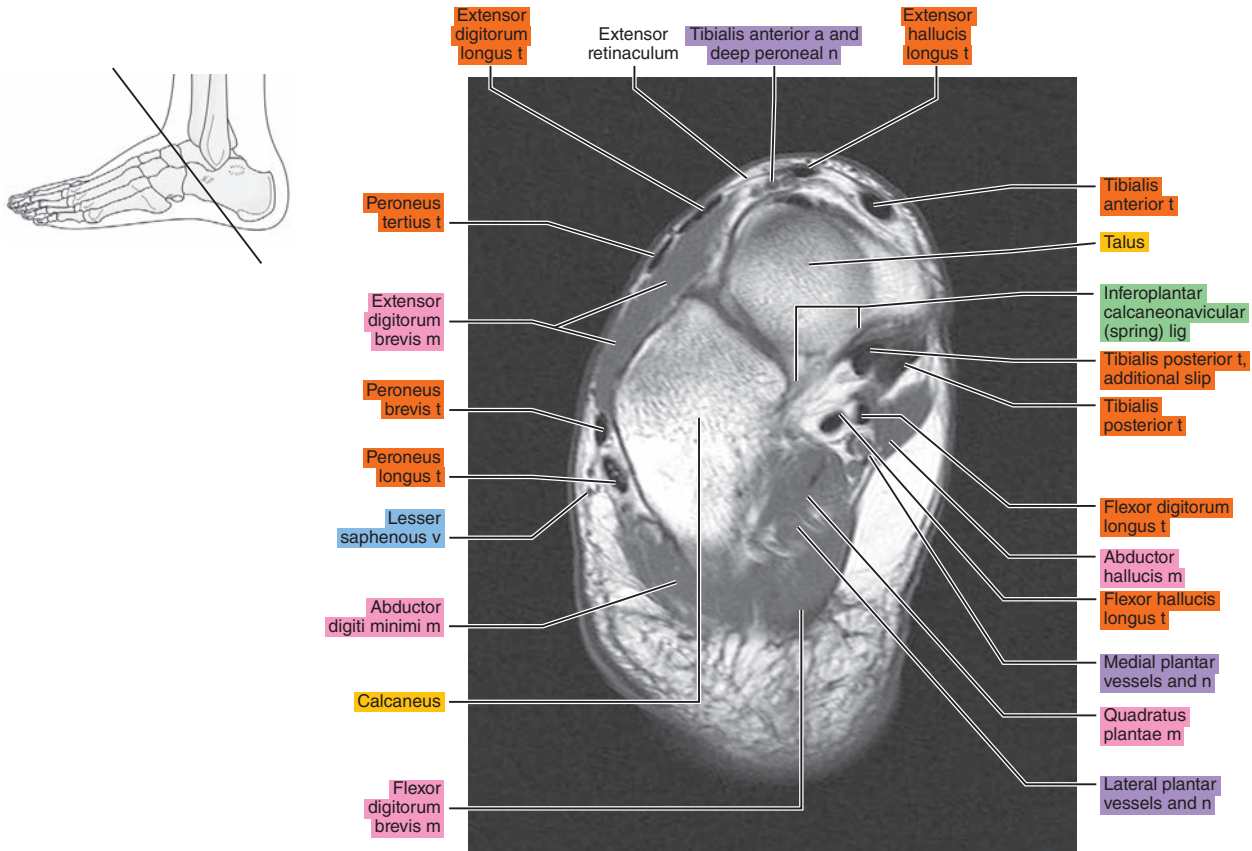 Extensor
digitorum
longus t
Extensor
retinaculum
Tibialis anterior a and
deep peroneal n
Extensor
hallucis
longus t
Peroneus
tertius t
Extensor
digitorum
brevis m
Peroneus
brevis t
Peroneus
longus t
Lesser
saphenous v
Abductor
digiti minimi m
Calcaneus
Flexor
digitorum
brevis m
Tibialis
anterior t
Talus
Inferoplantar
calcaneonavicular
(spring) lig
Tibialis posterior t,
additional slip
Tibialis
posterior t
Flexor digitorum
longus t
Abductor
hallucis m
Flexor hallucis
longus t
Medial plantar
vessels and n
Quadratus
plantae m
Lateral plantar
vessels and n